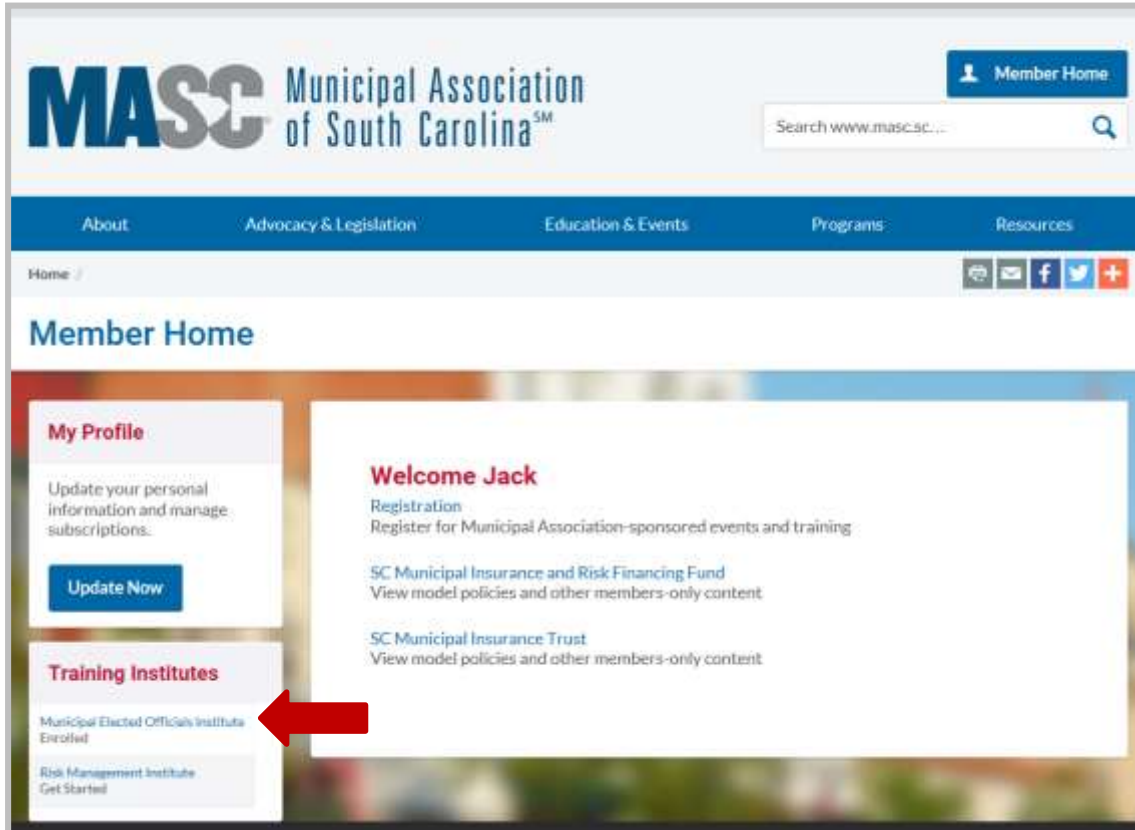 MASC Municipal Association
of South Carolina℠
Member Home
Search www.masc.sc...
About Advocacy & Legislation Education & Events Programs Resources
Home /
Member Home
My Profile
Update your personal
information and manage
subscriptions.
Update Now
Training Institutes
Municipal Elected Officials Institute
Enrolled
Risk Management Institute
Get Started
Welcome Jack
Registration
Register for Municipal Association-sponsored events and training
SC Municipal Insurance and Risk Financing Fund
View model policies and other members-only content
SC Municipal Insurance Trust
View model policies and other members-only content